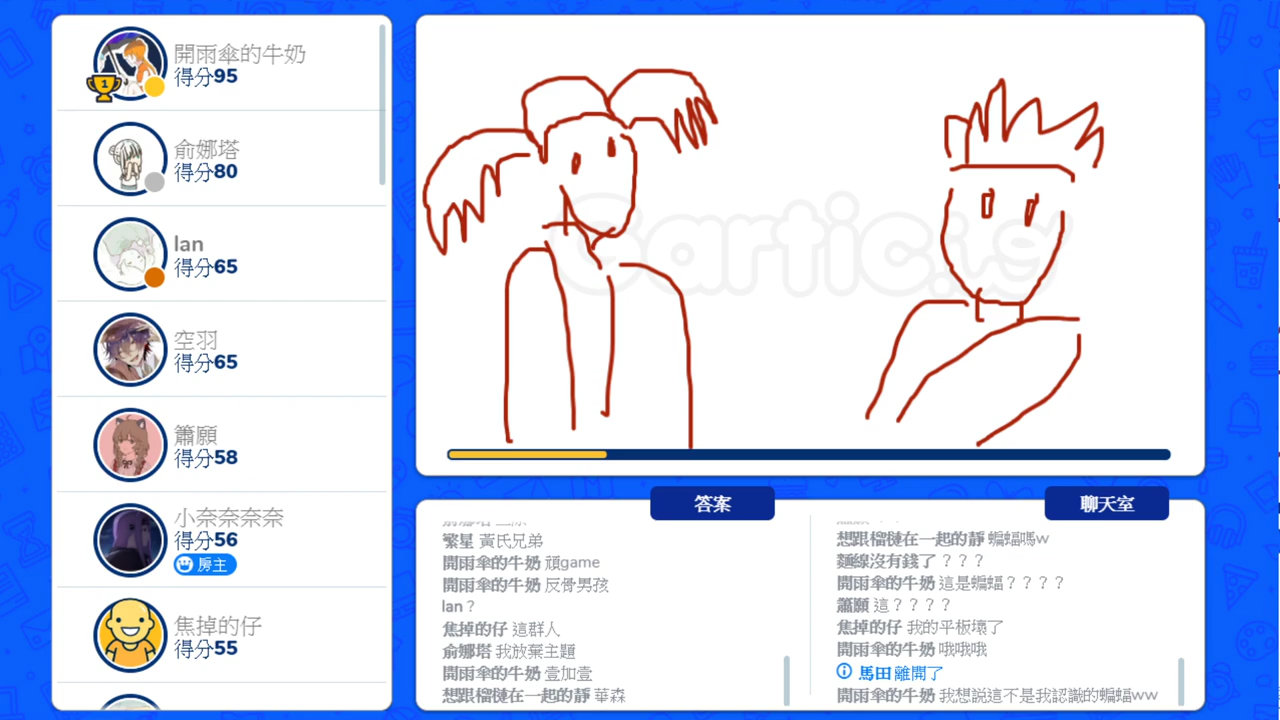 開雨傘的牛奶
得分95
1
俞娜塔
得分80
lan
得分65
空羽
得分65
簫願
得分58
小奈奈奈奈
得分56
房主
焦掉的仔
得分55
Gartic.io
答案
繁星 黃氏兄弟
開雨傘的牛奶 頑game
開雨傘的牛奶 反骨男孩
lan ?
焦掉的仔 這群人
俞娜塔 我放棄主題
開雨傘的牛奶 壹加壹
想跟榴槤在一起的靜 華森
聊天室
想跟榴槤在一起的靜 蝙蝠嗎w
麵線沒有錢了 ？？？
開雨傘的牛奶 這是蝙蝠？？？？
簫願 這？？？？
焦掉的仔 我的平板壞了
開雨傘的牛奶 哦哦哦
馬田 離開了
開雨傘的牛奶 我想説這不是我認識的蝙蝠ww